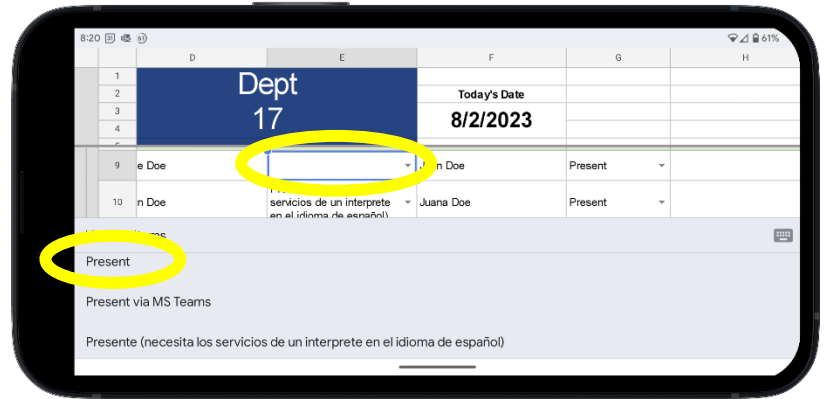 8:20 31 61%
D E F G H
1
2
3
4
Dept
17
Today's Date
8/2/2023
9 e Doe Doe Present
10 n Doe servicios de un interprete Juana Doe Present
en el idioma de español)
Present
Present via MS Teams
Presente (necesita los servicios de un interprete en el idioma de español)